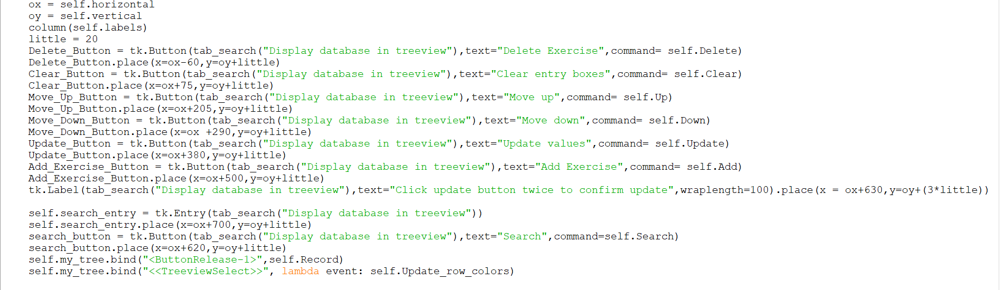 ox = self.horizontal
oy = self.vertical
column(self.labels)
little = 20
Delete_Button = tk.Button(tab_search("Display database in treeview"),text="Delete Exercise",command= self.Delete)
Delete_Button.place(x=ox-60,y=oy+little)
Clear_Button = tk.Button(tab_search("Display database in treeview"),text="Clear entry boxes",command= self.Clear)
Clear_Button.place(x=ox+75,y=oy+little)
Move_Up_Button = tk.Button(tab_search("Display database in treeview"),text="Move up",command= self.Up)
Move_Up_Button.place(x=ox+205,y=oy+little)
Move_Down_Button = tk.Button(tab_search("Display database in treeview"),text="Move down",command= self.Down)
Move_Down_Button.place(x=ox +290,y=oy+little)
Update_Button = tk.Button(tab_search("Display database in treeview"),text="Update values",command= self.Update)
Update_Button.place(x=ox+380,y=oy+little)
Add_Exercise_Button = tk.Button(tab_search("Display database in treeview"),text="Add Exercise",command= self.Add)
Add_Exercise_Button.place(x=ox+500,y=oy+little)
tk.Label(tab_search("Display database in treeview"),text="Click update button twice to confirm update",wraplength=100).place(x = ox+630,y=oy+(3*little))
self.search_entry = tk.Entry(tab_search("Display database in treeview"))
self.search_entry.place(x=ox+700,y=oy+little)
search_button = tk.Button(tab_search("Display database in treeview"),text="Search",command=self.Search)
search_button.place(x=ox+620,y=oy+little)
self.my_tree.bind("<ButtonRelease-1>",self.Record)
self.my_tree.bind("<<TreeviewSelect>>", lambda event: self.Update_row_colors)